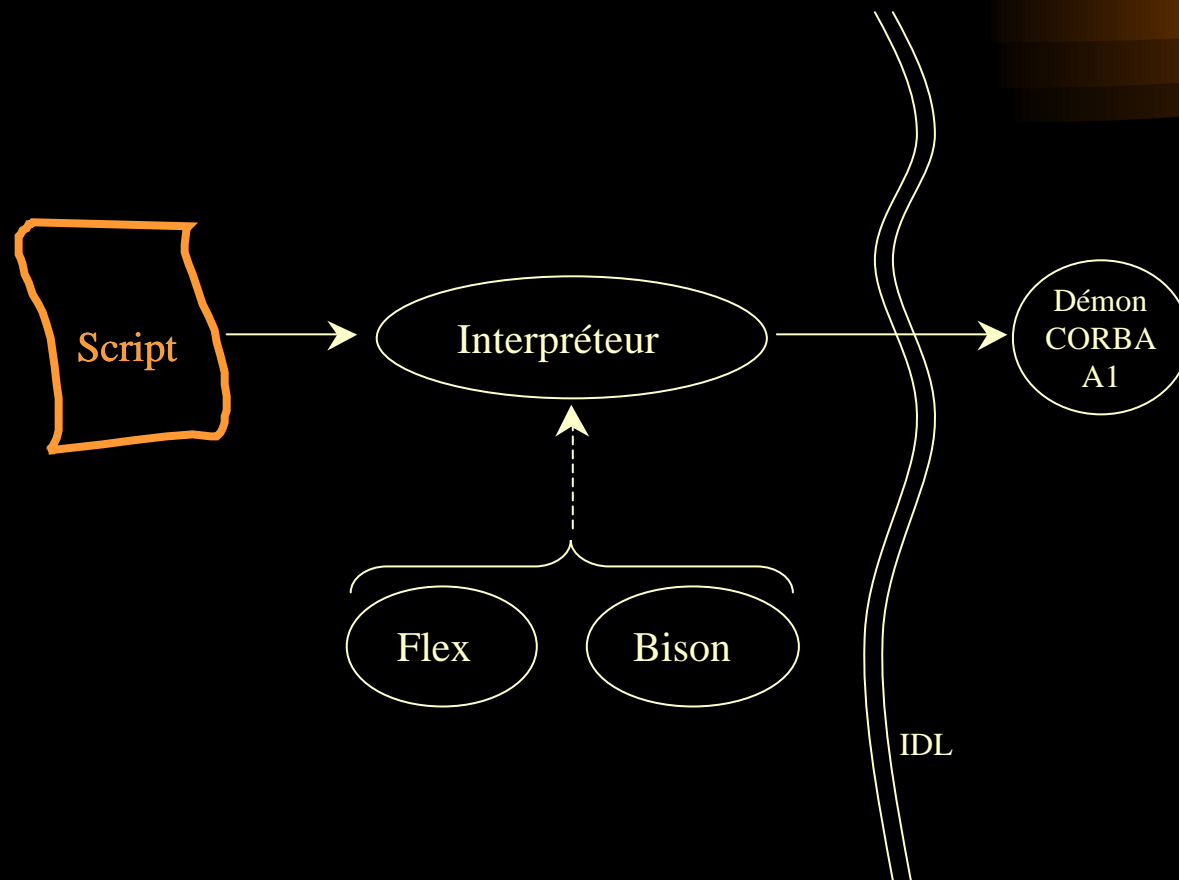 Script
Interpréteur
Démon
CORBA
A1
Flex
Bison
IDL